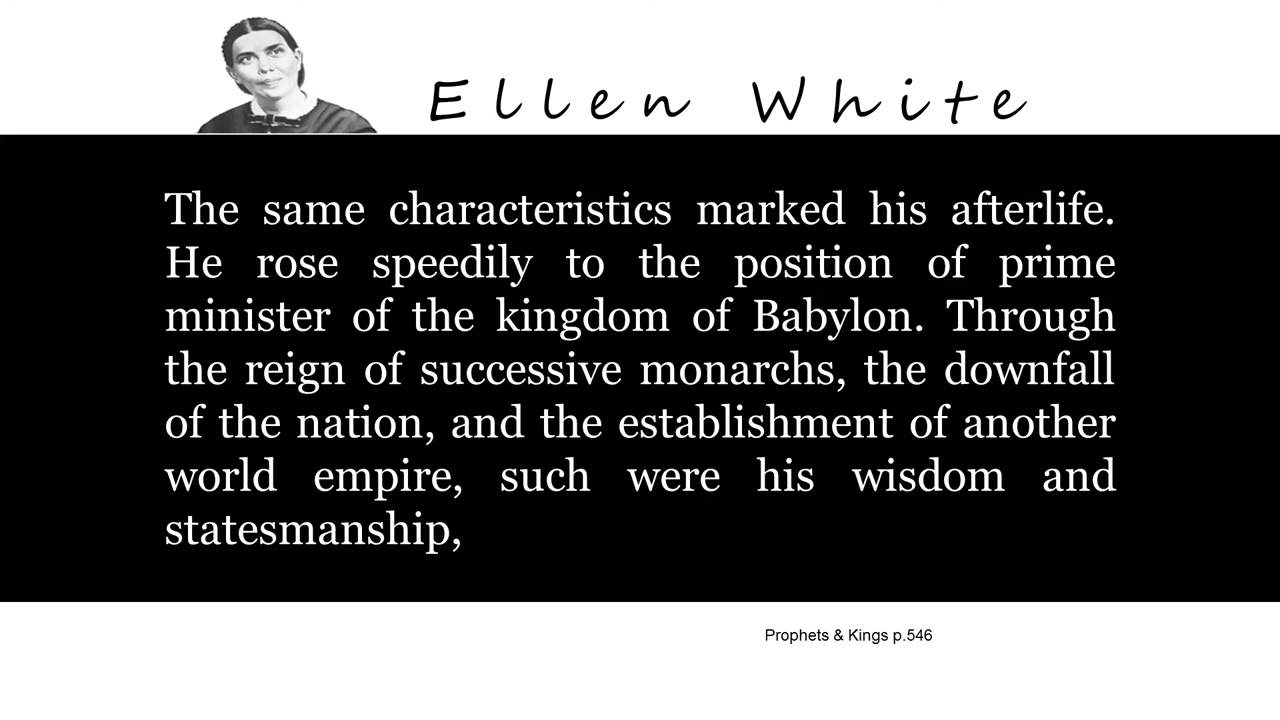 Ellen White
The same characteristics marked his afterlife.
He rose speedily to the position of prime
minister of the kingdom of Babylon. Through
the reign of successive monarchs, the downfall
of the nation, and the establishment of another
world empire, such were his wisdom and
statesmanship,
Prophets & Kings p.546